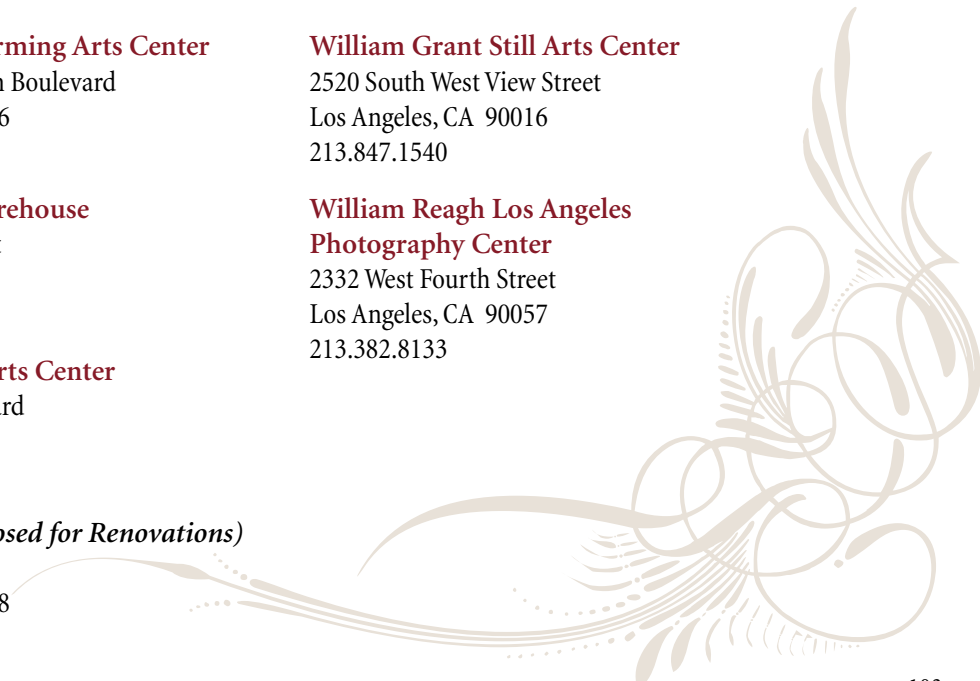 rming Arts Center
Boulevard
6
rehouse
rts Center
ard
osed for Renovations)
8
William Grant Still Arts Center
2520 South West View Street
Los Angeles, CA  90016
213.847.1540
William Reagh Los Angeles
Photography Center
2332 West Fourth Street
Los Angeles, CA  90057
213.382.8133